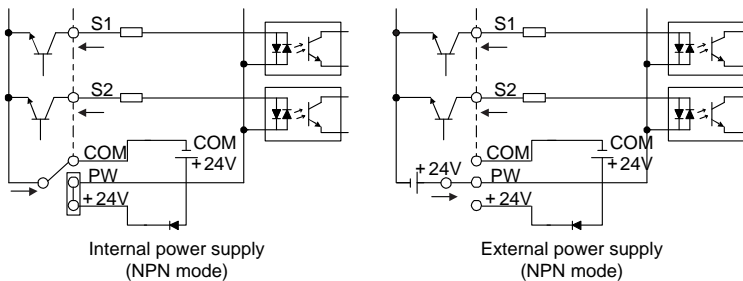 S1
S2
COM
COM
+24V
PW
+24V
Internal power supply
(NPN mode)
S1
S2
COM
COM
+24V
+24V
PW
+24V
External power supply
(NPN mode)